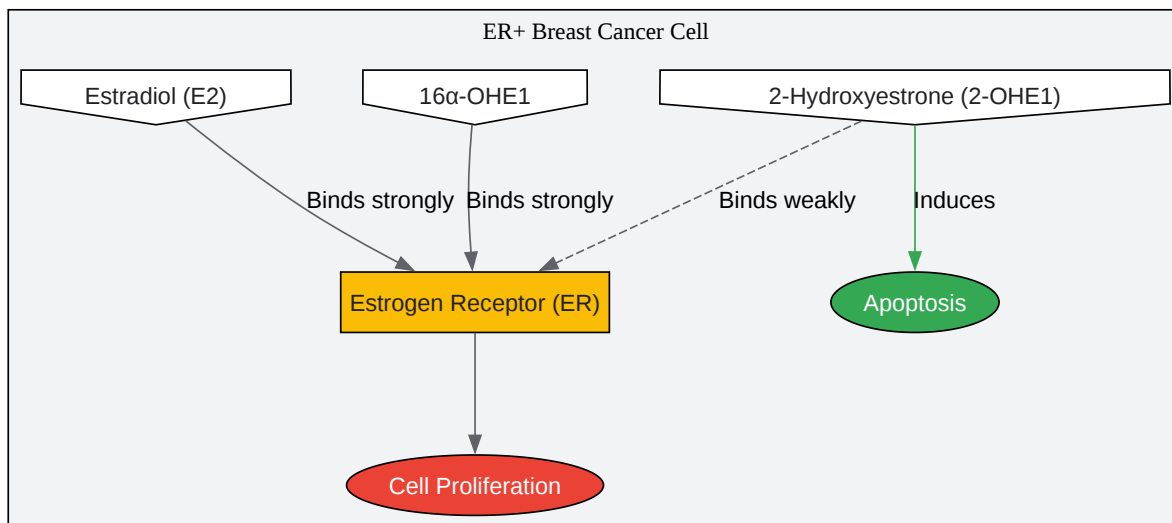 ER+ Breast Cancer Cell
Estradiol (E2)
16α-OHE1
2-Hydroxyestrone (2-OHE1)
Binds strongly
Binds strongly
Binds weakly
Induces
Estrogen Receptor (ER)
Apoptosis
Cell Proliferation